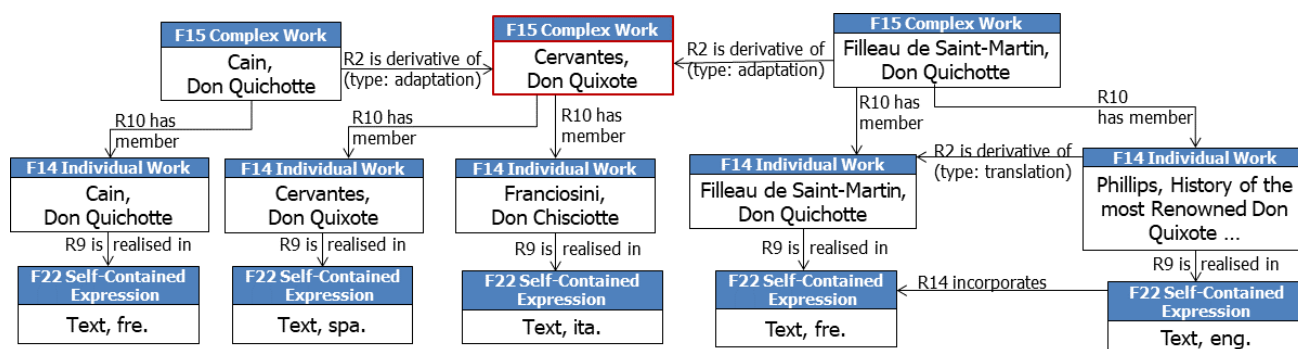 F15 Complex Work
Cain,
Don Quichotte
R2 is derivative of
(type: adaptation)
F15 Complex Work
Cervantes,
Don Quixote
R2 is derivative of
(type: adaptation)
F15 Complex Work
Filleau de Saint-Martin,
Don Quichotte
R10 has
member
R10 has
member
R10 has
member
R10 has
member
R10
has member
F14 Individual Work
Cain,
Don Quichotte
F14 Individual Work
Cervantes,
Don Quixote
F14 Individual Work
Franciosini,
Don Chisciotte
F14 Individual Work
Filleau de Saint-Martin,
Don Quichotte
R2 is derivative of
(type: translation)
F14 Individual Work
Phillips, History of the
most Renowned Don
Quixote ...
R9 is realised in
R9 is realised in
R9 is realised in
R9 is realised in
R9 is realised in
F22 Self-Contained
Expression
Text, fre.
F22 Self-Contained
Expression
Text, spa.
F22 Self-Contained
Expression
Text, ita.
F22 Self-Contained
Expression
Text, fre.
R14 incorporates
F22 Self-Contained
Expression
Text, eng.